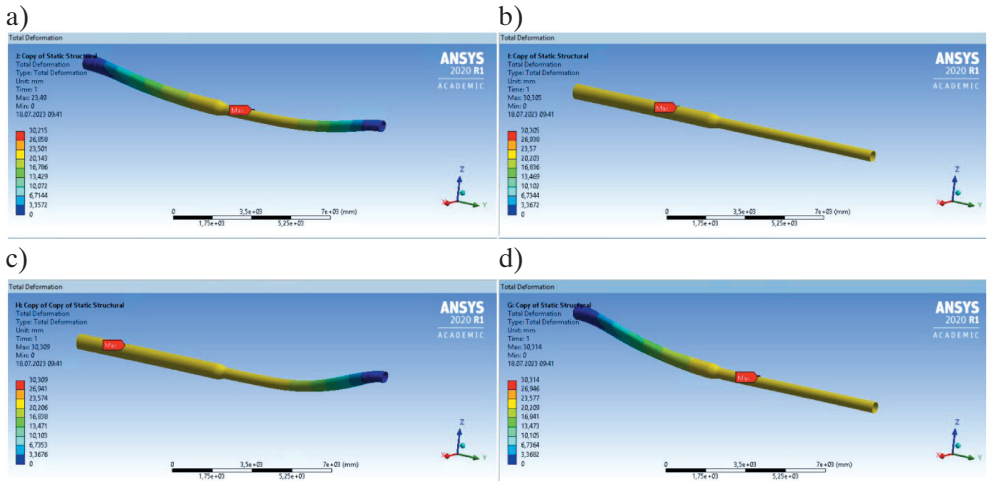 a)
Total Deformation
J: Copy of Static Structural
Total Deformation
Type: Total Deformation
Unit: mm
Time: 1
Max: 23,49
Min: 0
18.07.2023 09:41
30,215
26,858
23,501
20,143
16,786
13,429
10,072
6,7144
3,3572
0
Max
ANSYS
2020 R1
ACADEMIC
Z
X
Y
0
3,5e+03
7e+03 (mm)
1,75e+03
5,25e+03
b)
Total Deformation
I: Copy of Static Structural
Total Deformation
Type: Total Deformation
Unit: mm
Time: 1
Max: 30,305
Min: 0
18.07.2023 09:41
30,305
26,938
23,57
20,203
16,836
13,469
10,102
6,7344
3,3672
0
Max
ANSYS
2020 R1
ACADEMIC
Z
X
Y
0
3,5e+03
7e+03 (mm)
1,75e+03
5,25e+03
c)
Total Deformation
H: Copy of Copy of Static Structural
Total Deformation
Type: Total Deformation
Unit: mm
Time: 1
Max: 30,309
Min: 0
18.07.2023 09:41
30,309
26,941
23,574
20,206
16,838
13,471
10,103
6,7353
3,3676
0
Max
ANSYS
2020 R1
ACADEMIC
Z
X
Y
0
3,5e+03
7e+03 (mm)
1,75e+03
5,25e+03
d)
Total Deformation
G: Copy of Static Structural
Total Deformation
Type: Total Deformation
Unit: mm
Time: 1
Max: 30,314
Min: 0
18.07.2023 09:41
30,314
26,946
23,577
20,209
16,841
13,473
10,105
6,7364
3,3682
0
Max
ANSYS
2020 R1
ACADEMIC
Z
X
Y
0
3,5e+03
7e+03 (mm)
1,75e+03
5,25e+03